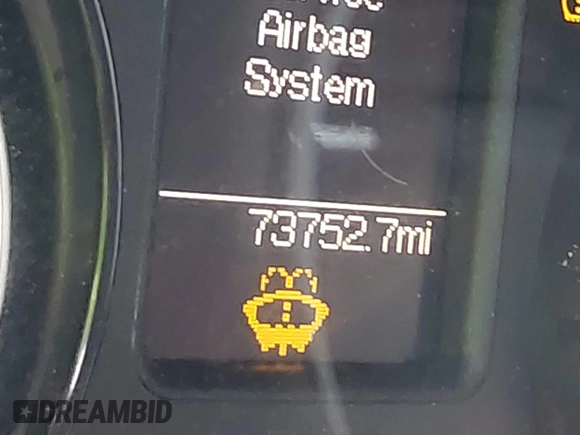 Airbag
System
73752.7mi
DREAMBID